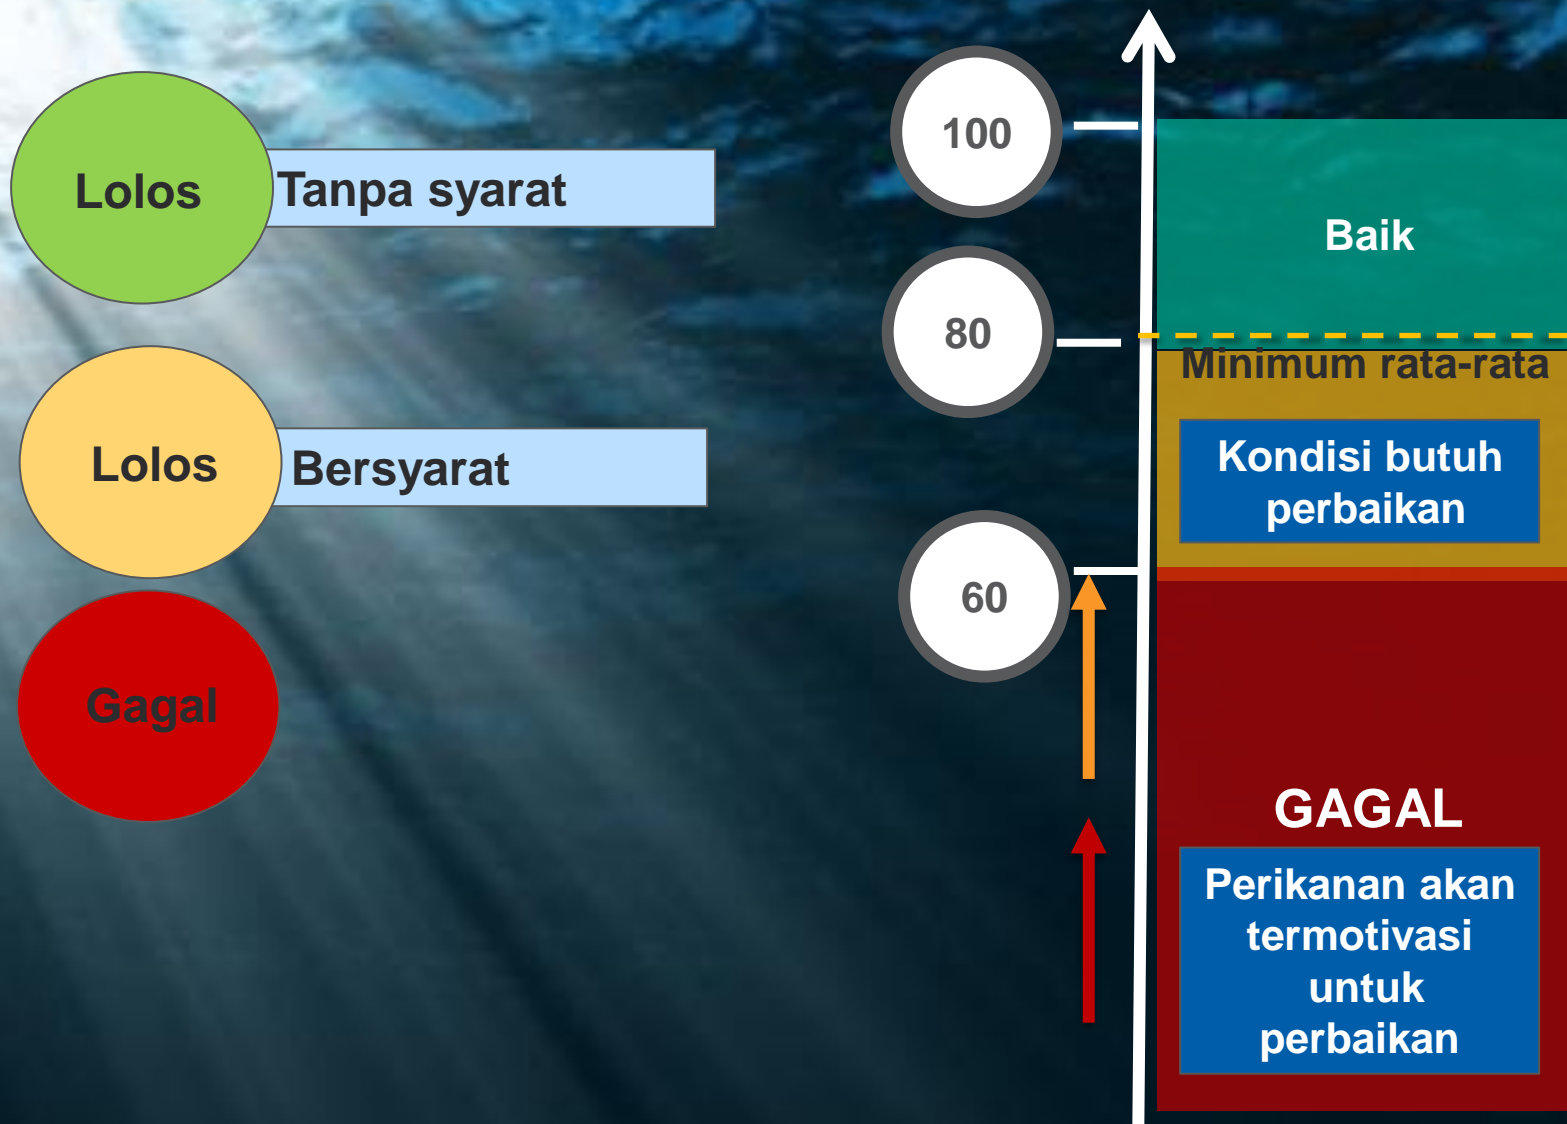 Lolos
Tanpa syarat
Lolos
Bersyarat
Gagal
100
80
60
Baik
Minimum rata-rata
Kondisi butuh
perbaikan
GAGAL
Perikanan akan
termotivasi
untuk
perbaikan